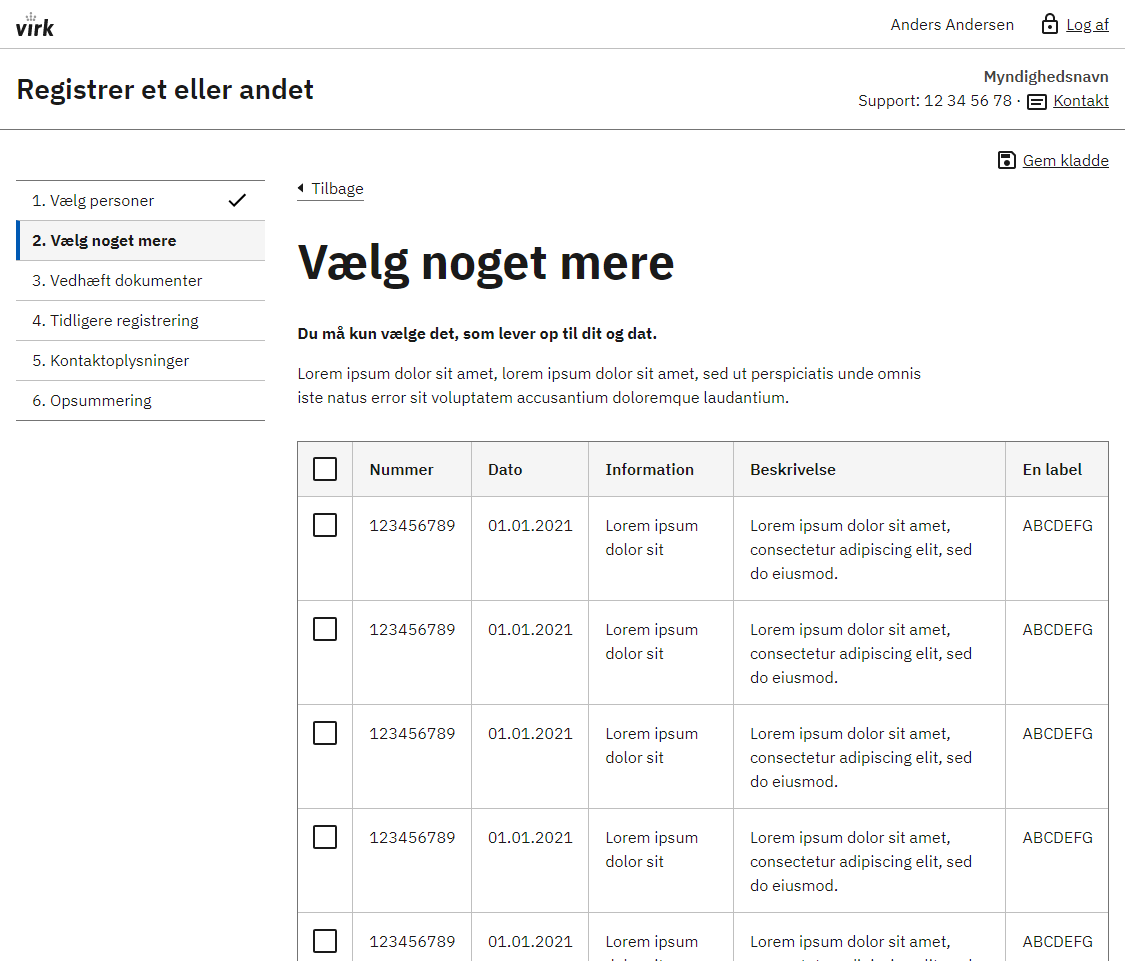 virk
Anders Andersen Log af
Registrer et eller andet
Myndighedsnavn
Support: 12 34 56 78 · Kontakt
Gem kladde
1. Vælg personer
2. Vælg noget mere
3. Vedhæft dokumenter
4. Tidligere registrering
5. Kontaktoplysninger
6. Opsummering
Tilbage
Vælg noget mere
Du må kun vælge det, som lever op til dit og dat.
Lorem ipsum dolor sit amet, lorem ipsum dolor sit amet, sed ut perspiciatis unde omnis
iste natus error sit voluptatem accusantium doloremque laudantium.
Nummer Dato Information Beskrivelse En label
123456789 01.01.2021 Lorem ipsum Lorem ipsum dolor sit amet, ABCDEFG
dolor sit consectetur adipiscing elit, sed
do eiusmod.
123456789 01.01.2021 Lorem ipsum Lorem ipsum dolor sit amet, ABCDEFG
dolor sit consectetur adipiscing elit, sed
do eiusmod.
123456789 01.01.2021 Lorem ipsum Lorem ipsum dolor sit amet, ABCDEFG
dolor sit consectetur adipiscing elit, sed
do eiusmod.
123456789 01.01.2021 Lorem ipsum Lorem ipsum dolor sit amet, ABCDEFG
dolor sit consectetur adipiscing elit, sed
do eiusmod.
123456789 01.01.2021 Lorem ipsum Lorem ipsum dolor sit amet, ABCDEFG